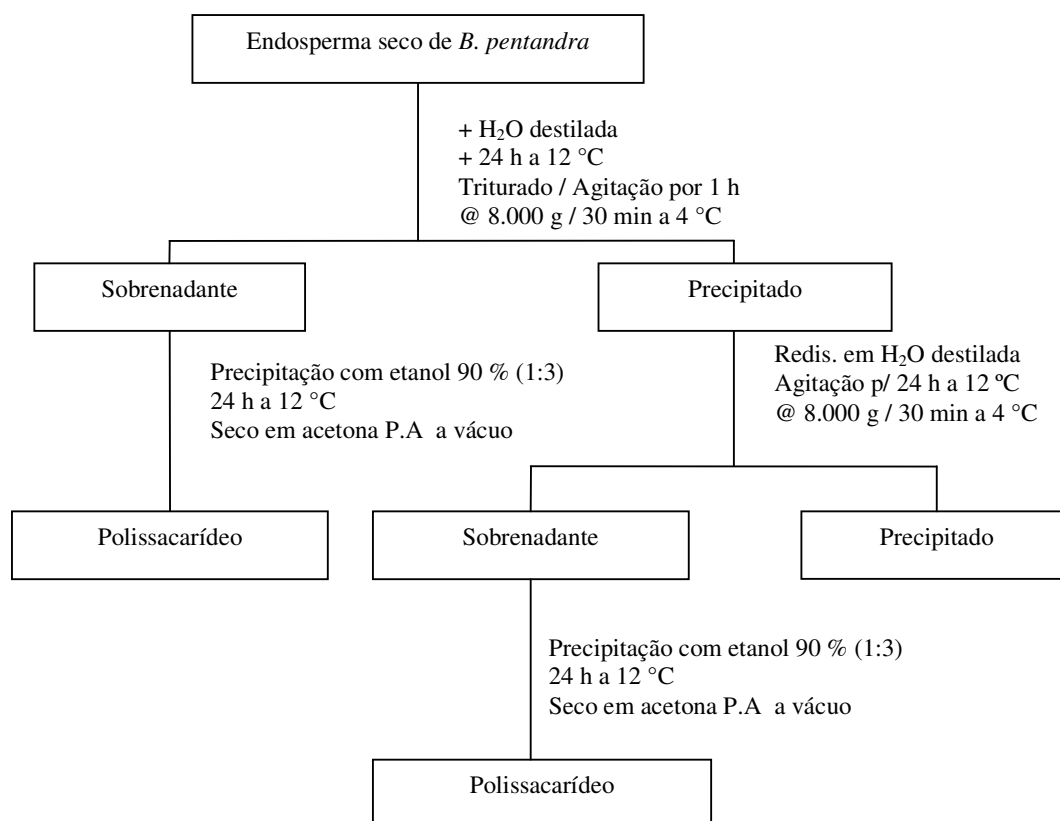 Endosperma seco de B. pentandra
+ H₂O destilada
+ 24 h a 12 °C
Triturado / Agitação por 1 h
@ 8.000 g / 30 min a 4 °C
Sobrenadante
Precipitado
Precipitação com etanol 90 % (1:3)
24 h a 12 °C
Seco em acetona P.A a vácuo
Redis. em H₂O destilada
Agitação p/ 24 h a 12 ºC
@ 8.000 g / 30 min a 4 °C
Polissacarídeo
Sobrenadante
Precipitado
Precipitação com etanol 90 % (1:3)
24 h a 12 °C
Seco em acetona P.A a vácuo
Polissacarídeo